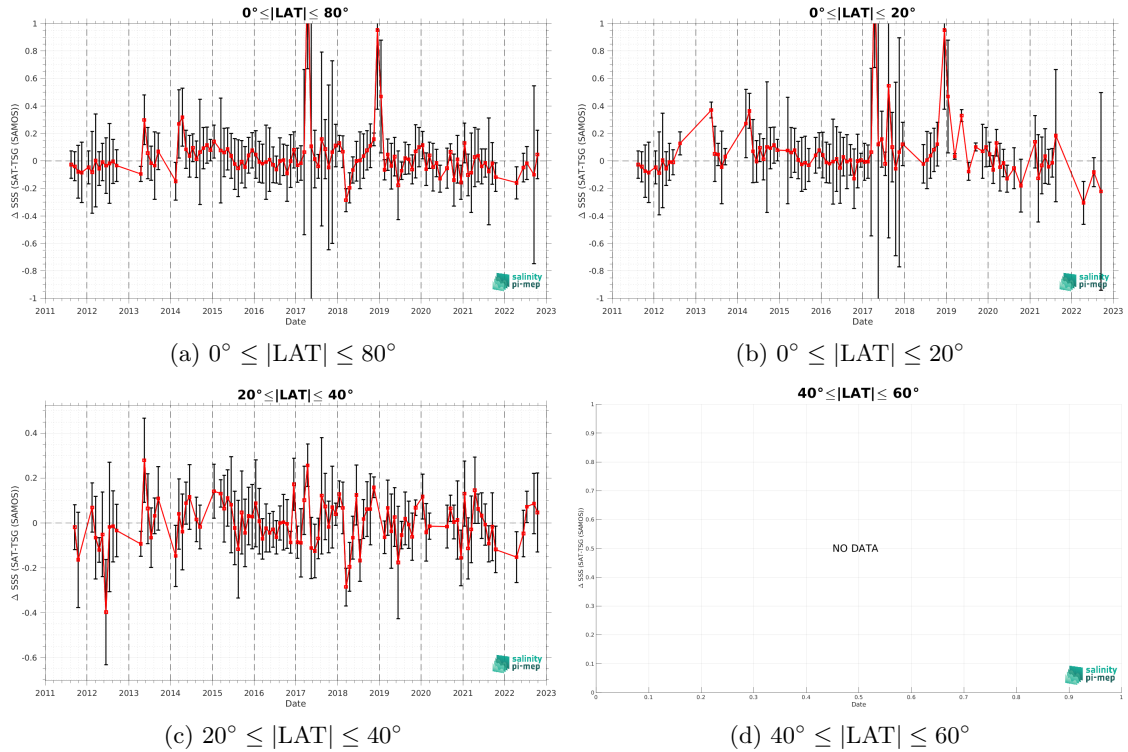 0°≤|LAT|≤ 80°
Δ SSS (SAT-TSG (SAMOS))
1
0.8
0.6
0.4
0.2
0
-0.2
-0.4
-0.6
-0.8
-1
2011 2012 2013 2014 2015 2016 2017 2018 2019 2020 2021 2022 2023
Date
salinity
pi-mep
(a) 0° ≤ |LAT| ≤ 80°
0°≤|LAT|≤ 20°
Δ SSS (SAT-TSG (SAMOS))
1
0.8
0.6
0.4
0.2
0
-0.2
-0.4
-0.6
-0.8
-1
2011 2012 2013 2014 2015 2016 2017 2018 2019 2020 2021 2022 2023
Date
salinity
pi-mep
(b) 0° ≤ |LAT| ≤ 20°
20°≤|LAT|≤ 40°
Δ SSS (SAT-TSG (SAMOS))
0.4
0.2
0
-0.2
-0.4
-0.6
2011 2012 2013 2014 2015 2016 2017 2018 2019 2020 2021 2022 2023
Date
salinity
pi-mep
(c) 20° ≤ |LAT| ≤ 40°
40°≤|LAT|≤ 60°
Δ SSS (SAT-TSG (SAMOS))
1
0.9
0.8
0.7
0.6
0.5
0.4
0.3
0.2
0.1
0
NO DATA
0 0.1 0.2 0.3 0.4 0.5 0.6 0.7 0.8 0.9 1
Date
salinity
pi-mep
(d) 40° ≤ |LAT| ≤ 60°